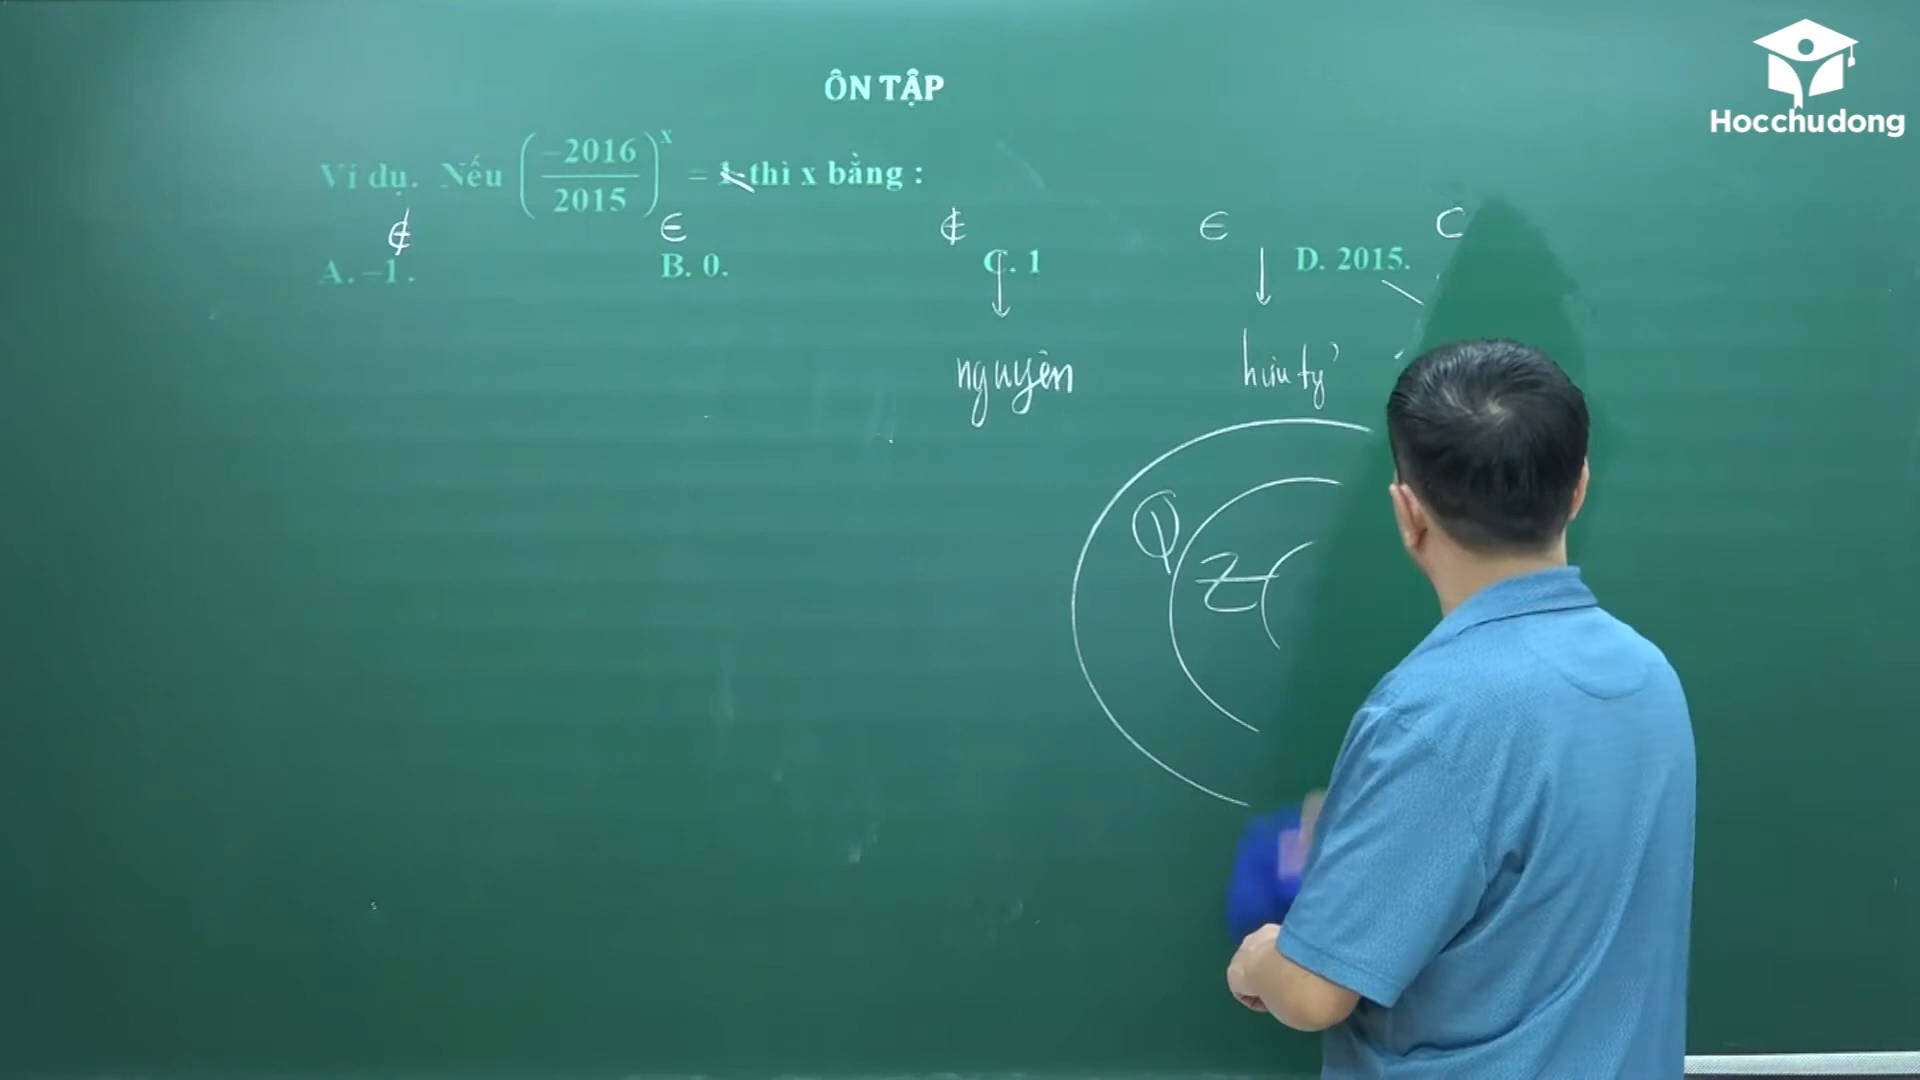 Hocchudong
ÔN TẬP
Ví dụ. Nếu (−2016/2015)^x = 1 thì x bằng :
∉ ∈ ∉ ∈ ⊂
A. −1. B. 0. C. 1 D. 2015.
nguyên hữu tỷ
Q
Z